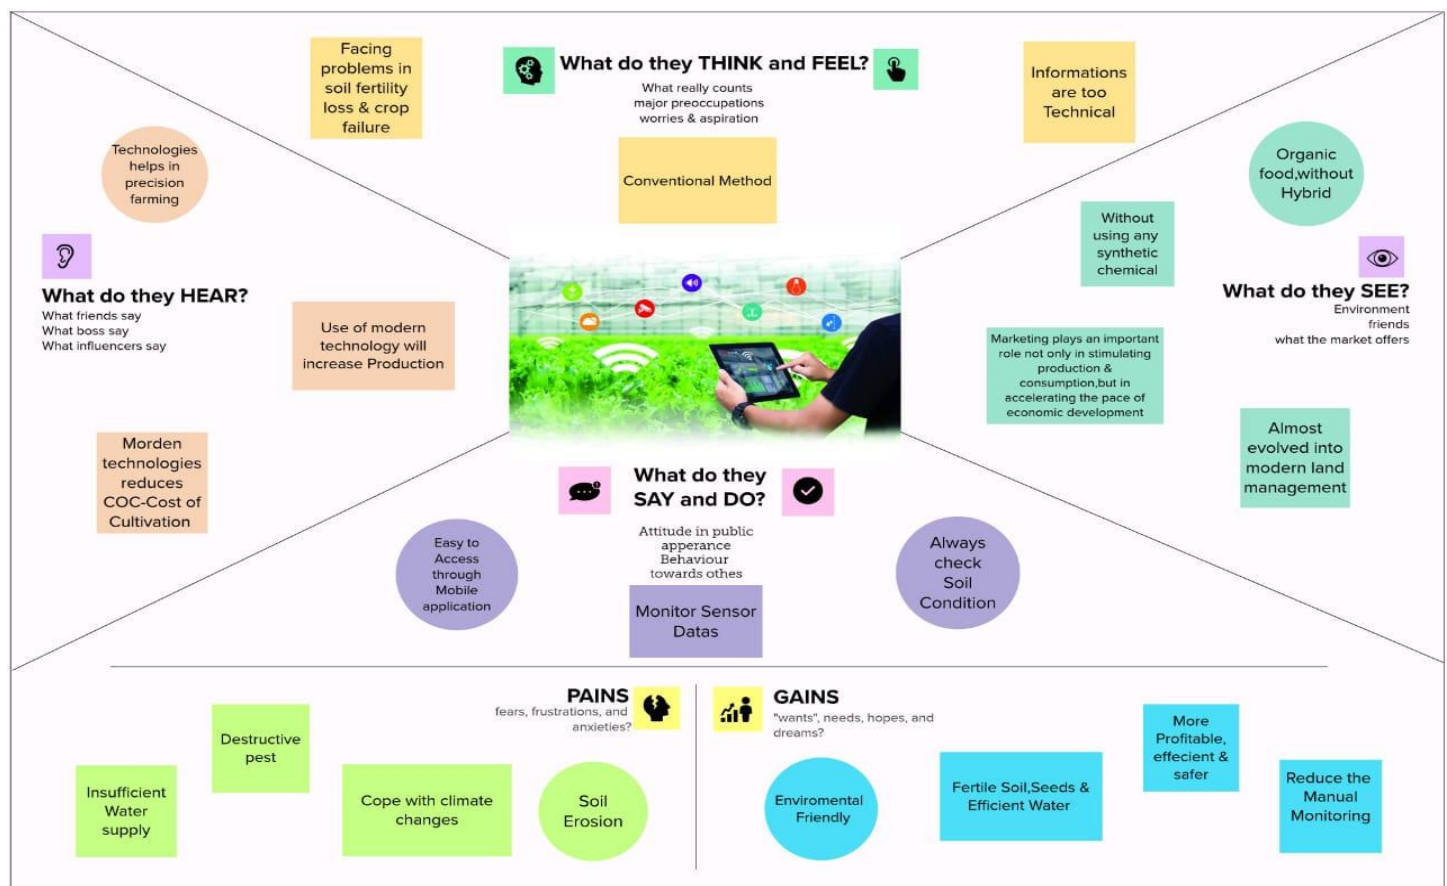 What do they THINK and FEEL?
What really counts
major preoccupations
worries & aspiration
Facing
problems in
soil fertility
loss & crop
failure
Conventional Method
Informations
are too
Technical
Technologies
helps in
precision
farming
What do they HEAR?
What friends say
What boss say
What influencers say
Use of modern
technology will
increase Production
Morden
technologies
reduces
COC-Cost of
Cultivation
Organic
food,without
Hybrid
Without
using any
synthetic
chemical
What do they SEE?
Environment
friends
what the market offers
Marketing plays an important
role not only in stimulating
production &
consumption,but in
accelerating the pace of
economic development
Almost
evolved into
modern land
management
What do they
SAY and DO?
Attitude in public
apperance
Behaviour
towards othes
Easy to
Access
through
Mobile
application
Monitor Sensor
Datas
Always
check
Soil
Condition
PAINS
fears, frustrations, and
anxieties?
Destructive
pest
Insufficient
Water
supply
Cope with climate
changes
Soil
Erosion
GAINS
"wants", needs, hopes, and
dreams?
Enviromental
Friendly
Fertile Soil,Seeds &
Efficient Water
More
Profitable,
effecient &
safer
Reduce the
Manual
Monitoring